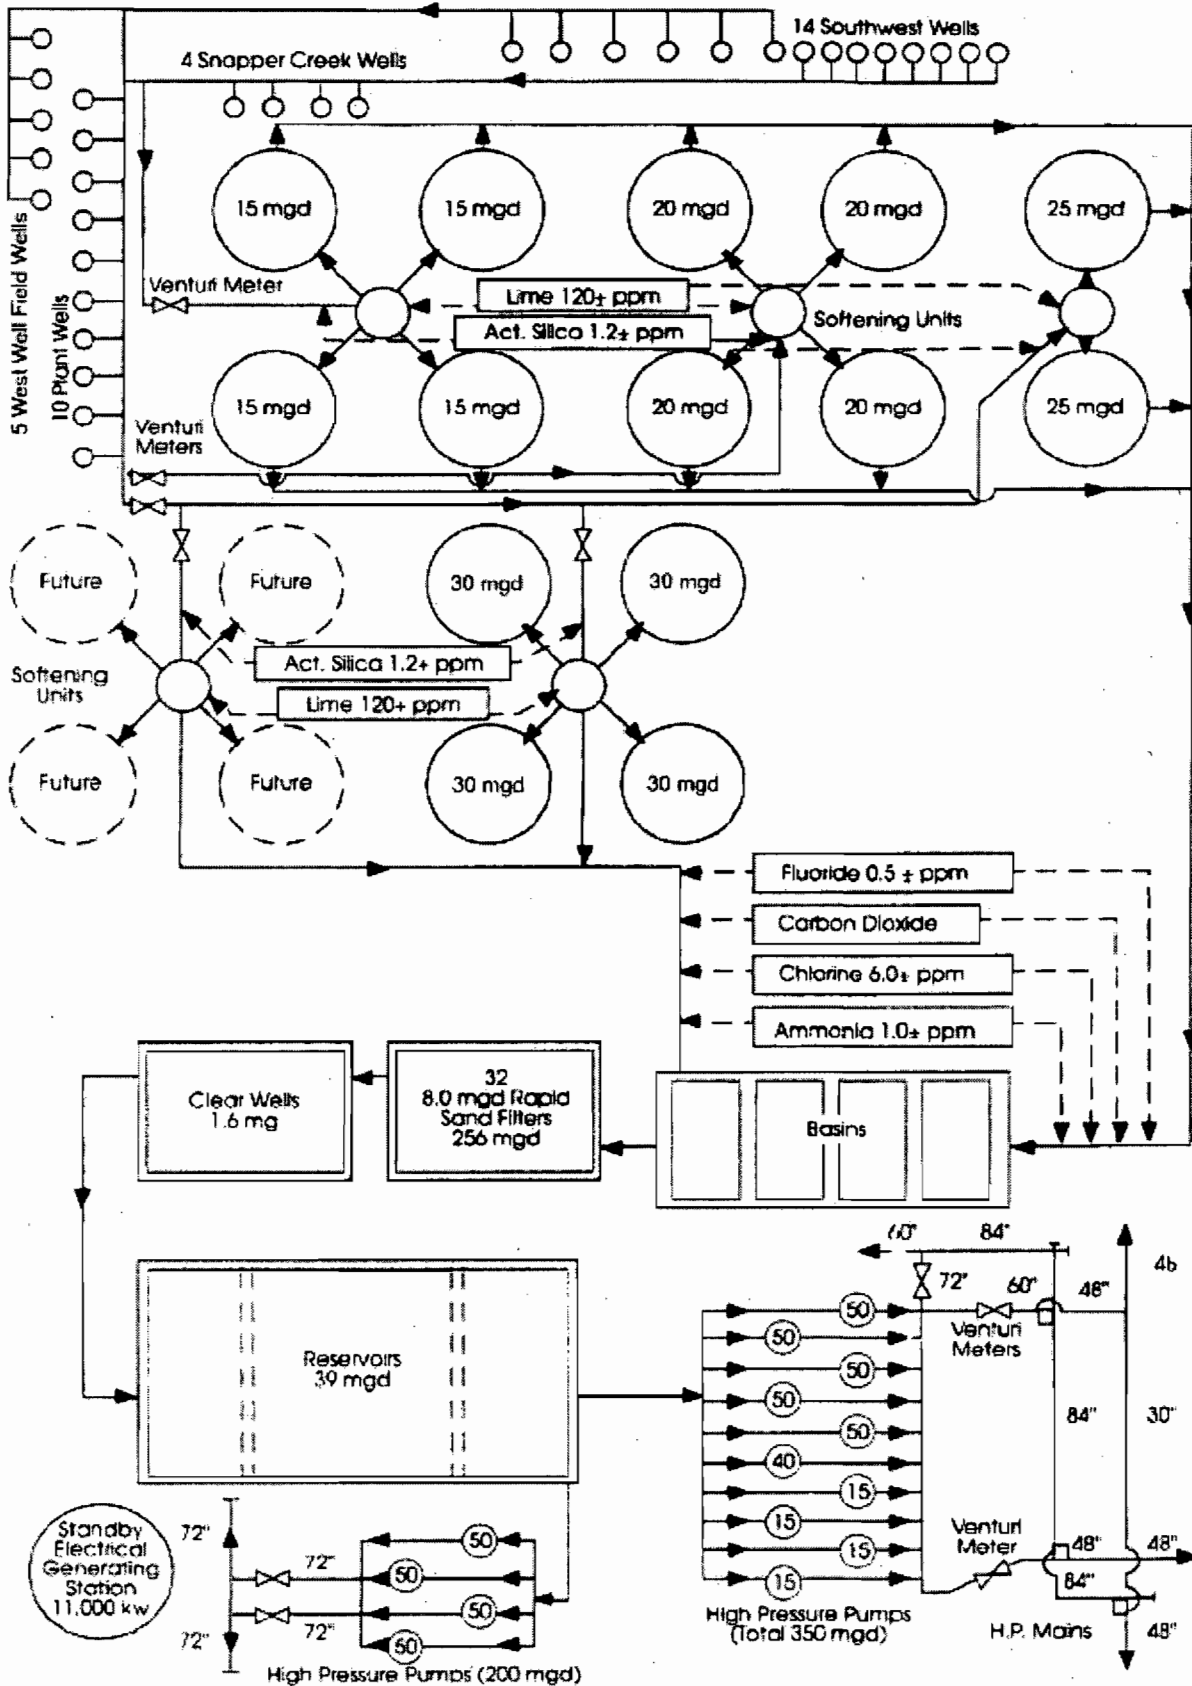 14 Southwest Wells
4 Snapper Creek Wells
5 West Well Field Wells
10 Plant Wells
15 mgd
15 mgd
20 mgd
20 mgd
25 mgd
Venturi Meter
Lime 120± ppm
Act. Silica 1.2± ppm
Softening Units
15 mgd
15 mgd
20 mgd
20 mgd
25 mgd
Venturi
Meters
Future
Future
30 mgd
30 mgd
Act. Silica 1.2+ ppm
Lime 120+ ppm
Softening
Units
Future
Future
30 mgd
30 mgd
Fluoride 0.5 ± ppm
Carbon Dioxide
Chlorine 6.0± ppm
Ammonia 1.0± ppm
Clear Wells
1.6 mg
32
8.0 mgd Rapid
Sand Filters
256 mgd
Basins
60"
84"
4b
72"
60"
48"
Venturi
Meters
Reservoirs
39 mgd
50
50
50
50
50
40
15
15
15
15
84"
30"
Venturi
Meter
48"
48"
84"
48"
High Pressure Pumps
(Total 350 mgd)
H.P. Mains
Standby
Electrical
Generating
Station
11,000 kw
72"
72"
72"
72"
50
50
50
50
High Pressure Pumps (200 mgd)